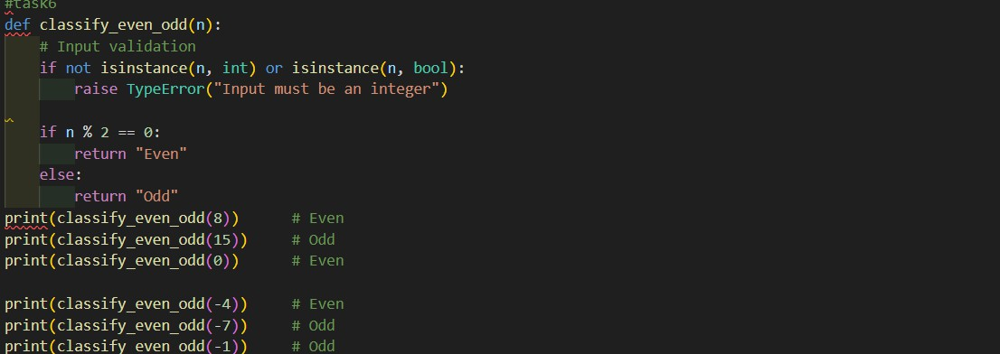 #task6
def classify_even_odd(n):
    # Input validation
    if not isinstance(n, int) or isinstance(n, bool):
        raise TypeError("Input must be an integer")

    if n % 2 == 0:
        return "Even"
    else:
        return "Odd"
print(classify_even_odd(8))      # Even
print(classify_even_odd(15))     # Odd
print(classify_even_odd(0))      # Even

print(classify_even_odd(-4))     # Even
print(classify_even_odd(-7))     # Odd
print(classify_even_odd(-1))     # Odd